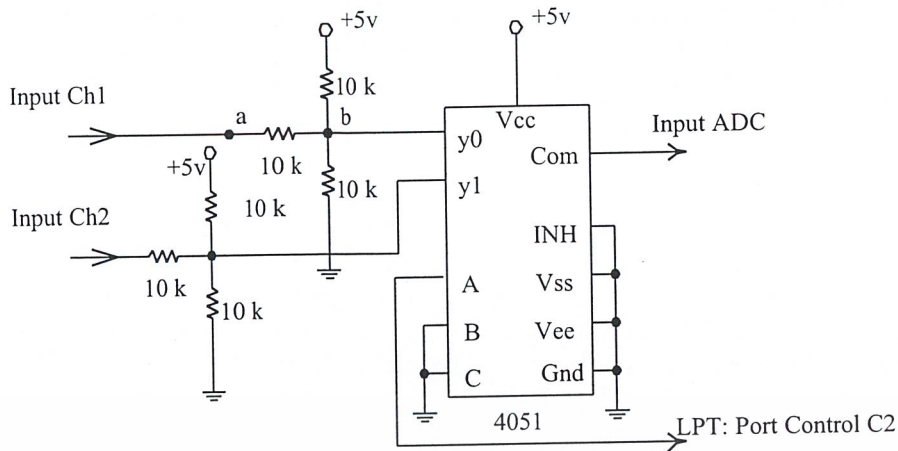 +5v
+5v
10 k
Input Ch1
a
b
Vcc
Input ADC
y0
Com
+5v
10 k
10 k
y1
10 k
Input Ch2
INH
A
Vss
10 k
10 k
B
Vee
C
Gnd
4051
LPT: Port Control C2